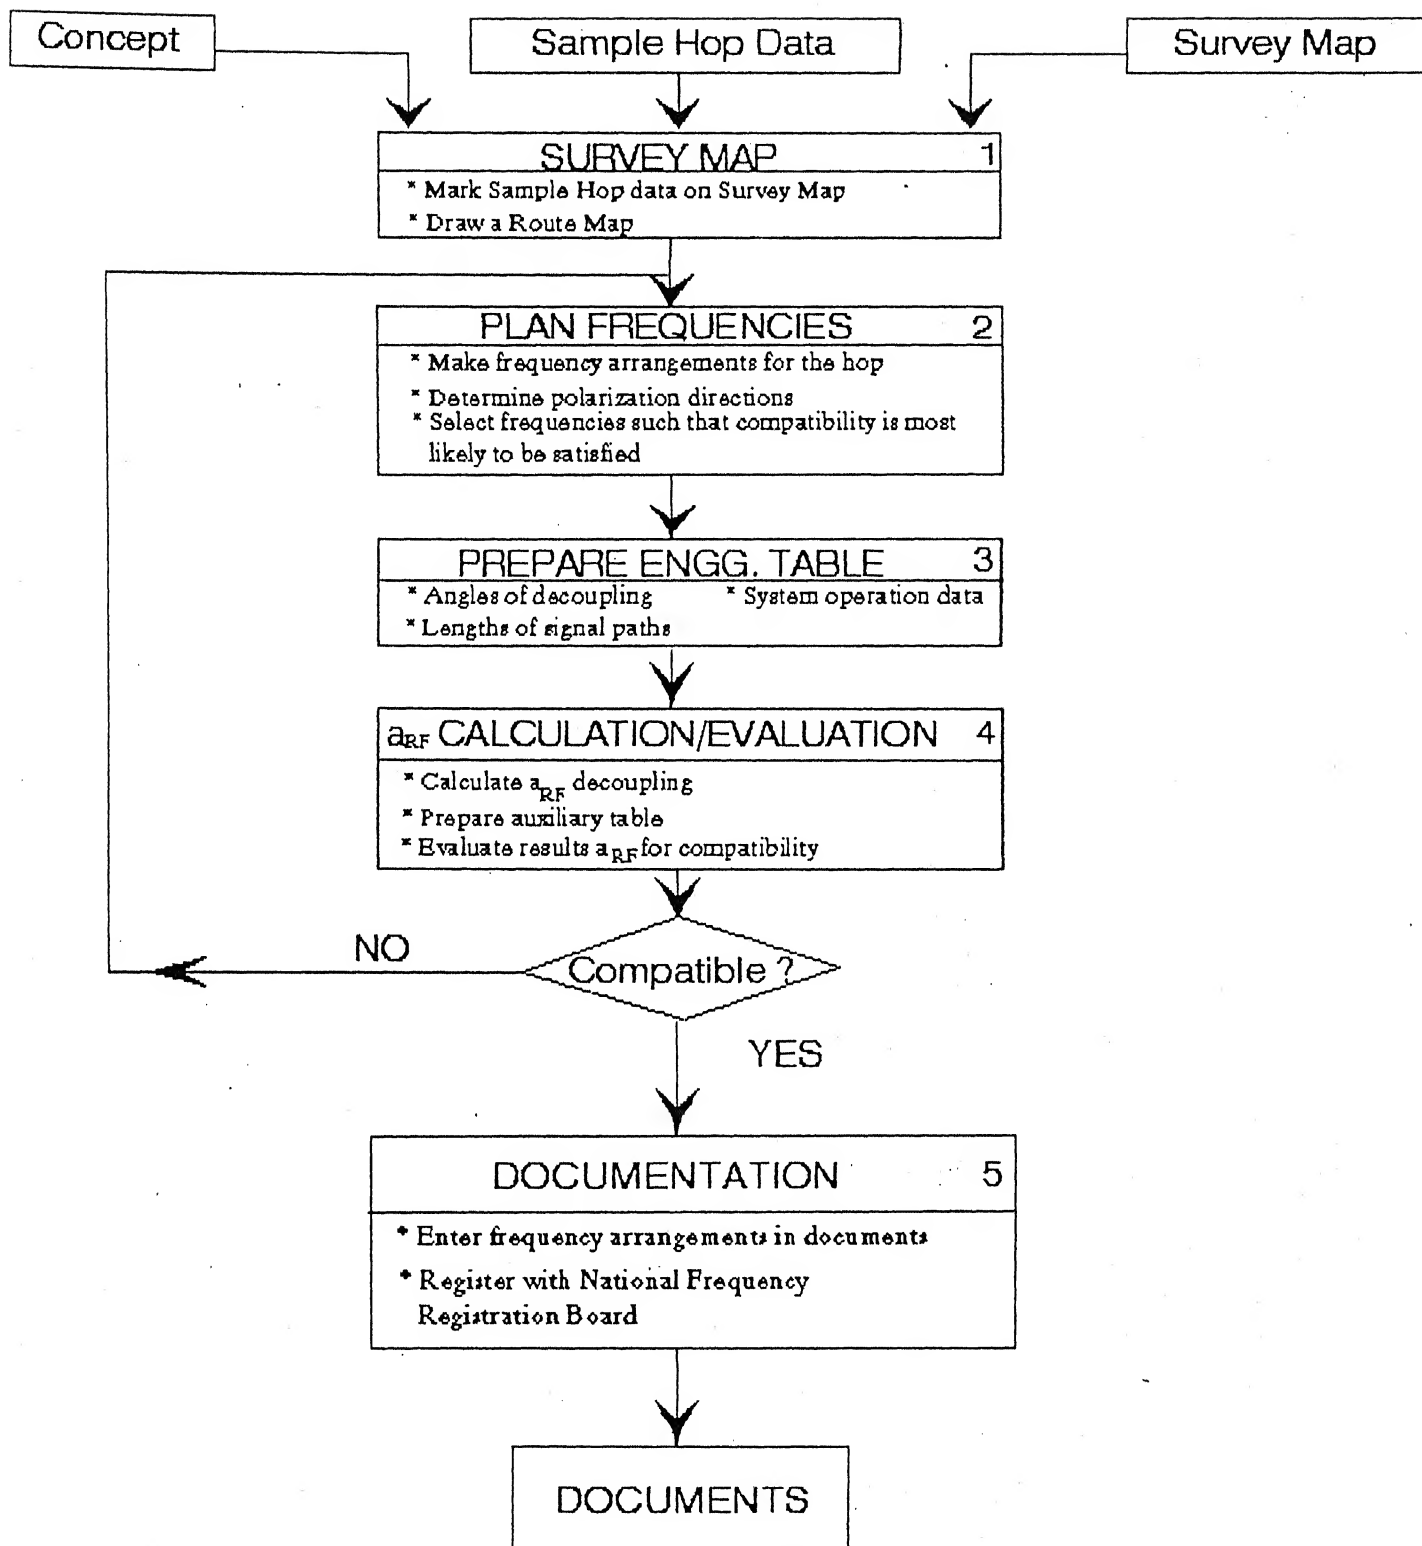 Concept
Sample Hop Data
Survey Map
SURVEY MAP 1
* Mark Sample Hop data on Survey Map
* Draw a Route Map
PLAN FREQUENCIES 2
* Make frequency arrangements for the hop
* Determine polarization directions
* Select frequencies such that compatibility is most
likely to be satisfied
PREPARE ENGG. TABLE 3
* Angles of decoupling * System operation data
* Lengths of signal paths
aRF CALCULATION/EVALUATION 4
* Calculate aRF decoupling
* Prepare auxiliary table
* Evaluate results aRF for compatibility
Compatible ?
NO
YES
DOCUMENTATION 5
* Enter frequency arrangements in documents
* Register with National Frequency
Registration Board
DOCUMENTS